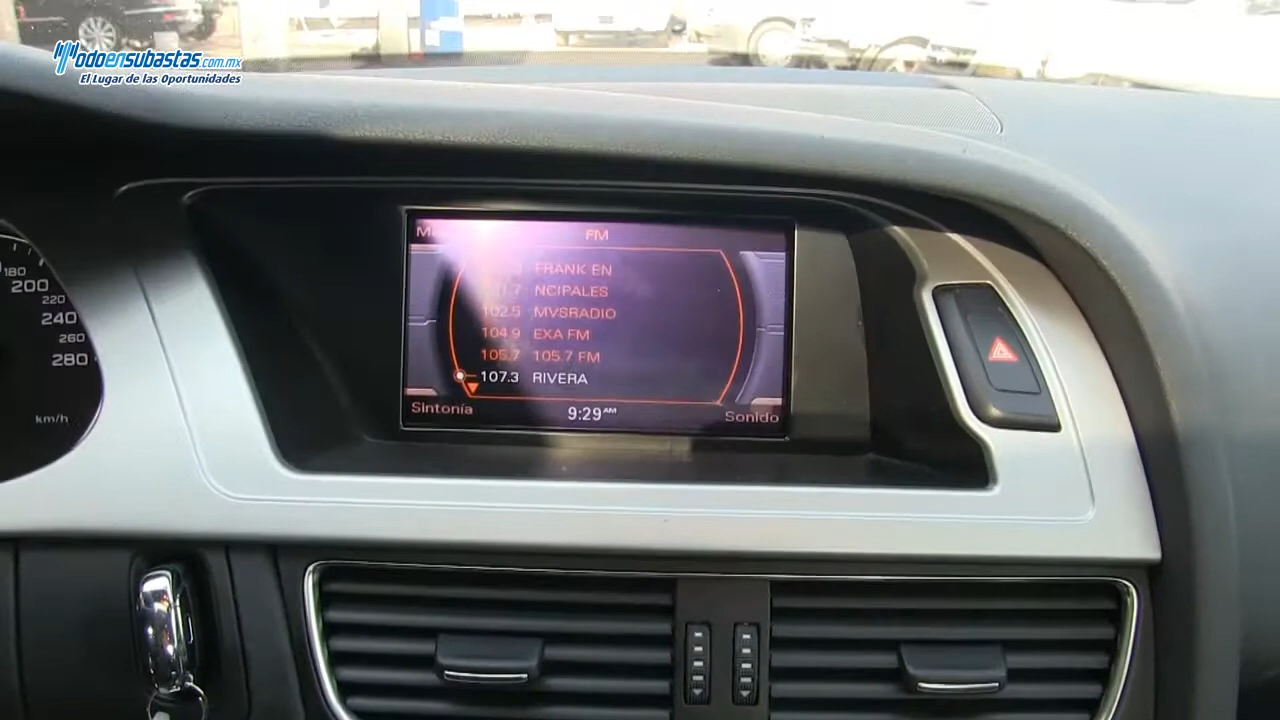 Todoensubastas.com.mx
El Lugar de las Oportunidades
FM
FRANK EN
NCIPALES
102.5 MVSRADIO
104.9 EXA FM
105.7 105.7 FM
107.3 RIVERA
Sintonía
9:29 AM
Sonido
180
200
220
240
260
280
km/h